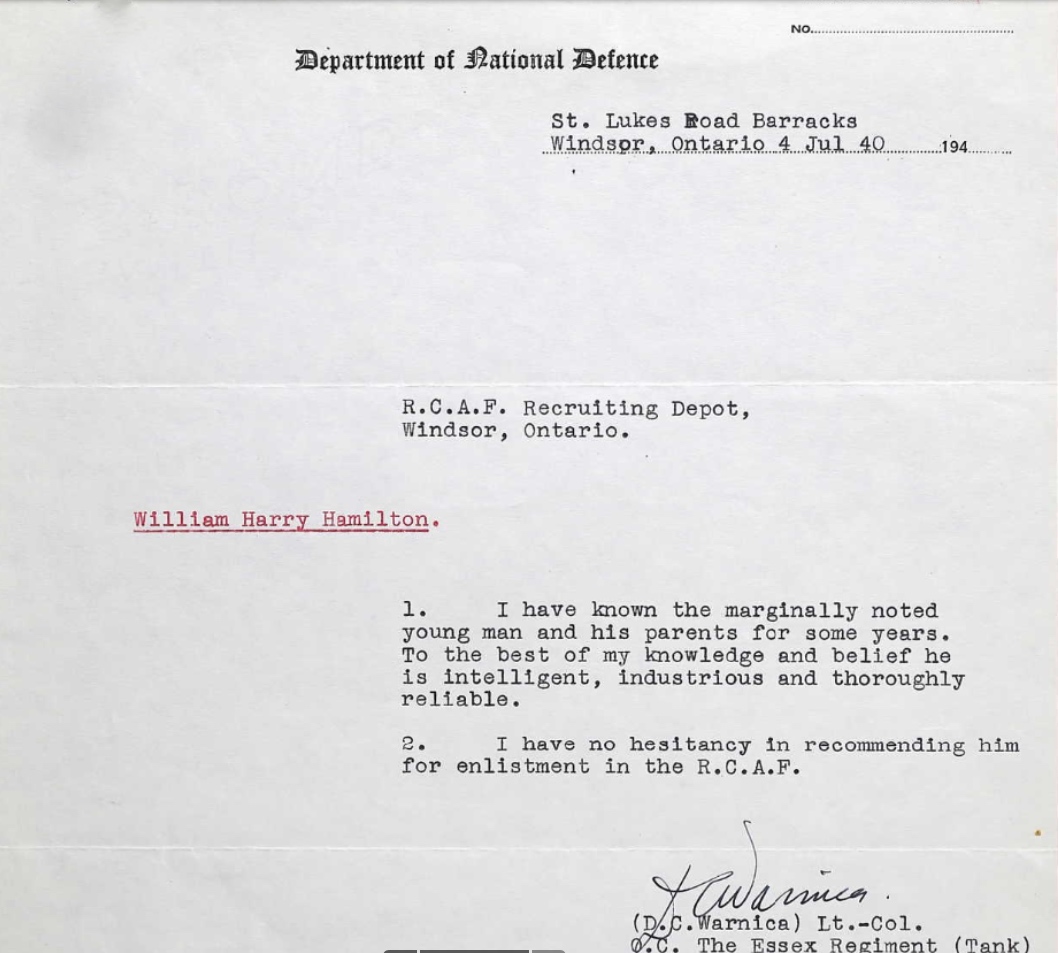 NO.
Department of National Defence
St. Lukes Road Barracks
Windsor, Ontario 4 Jul 40 194
R.C.A.F. Recruiting Depot,
Windsor, Ontario.
William Harry Hamilton.
1. I have known the marginally noted
young man and his parents for some years.
To the best of my knowledge and belief he
is intelligent, industrious and thoroughly
reliable.
2. I have no hesitancy in recommending him
for enlistment in the R.C.A.F.
DCWarnica.
(D.C.Warnica) Lt.-Col.
O.C. The Essex Regiment (Tank)